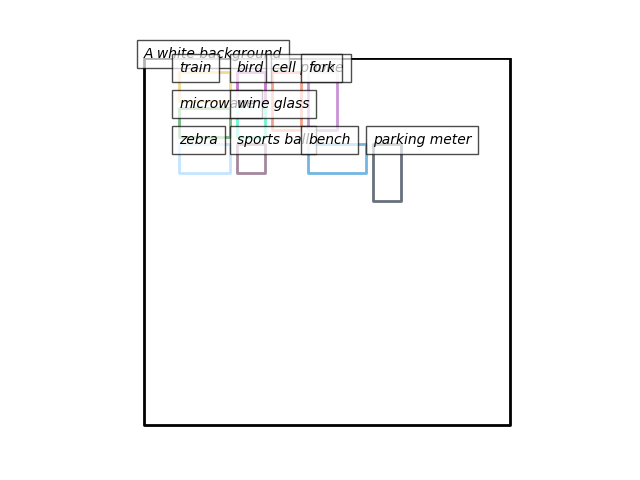 A white background
train
bird
cell phone
fork
microwave
wine glass
zebra
sports ball
bench
parking meter